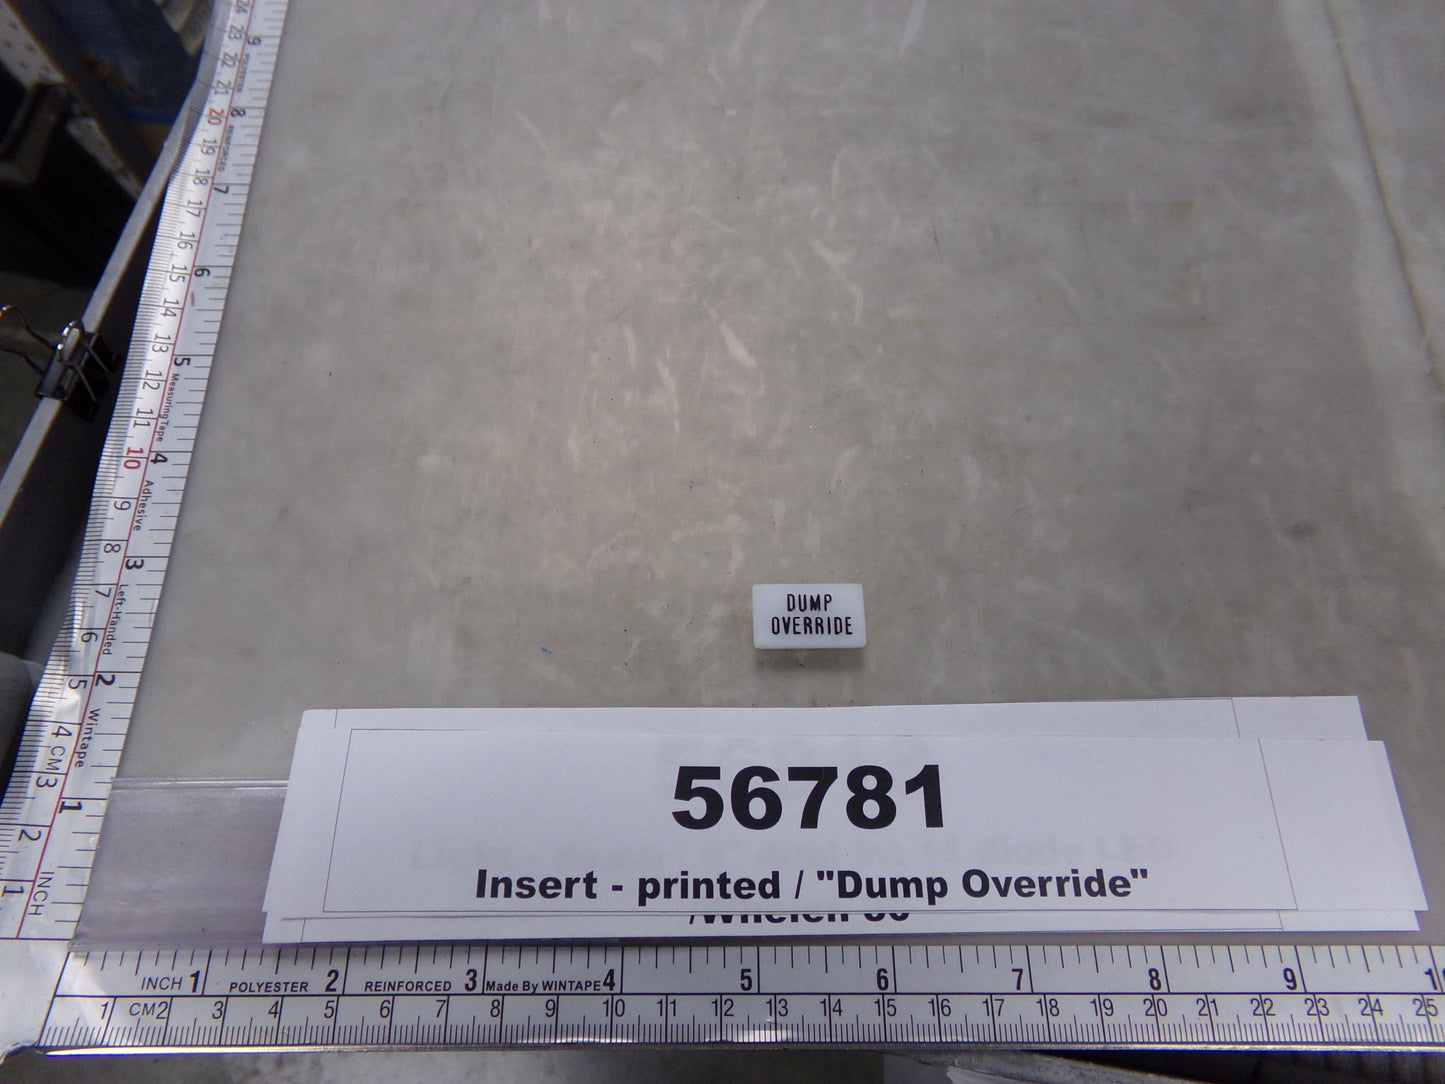 DUMP
OVERRIDE
56781
Insert - printed / "Dump Override"
INCH 1 POLYESTER 2 REINFORCED 3 Made By WINTAPE 4 5 6 7 8 9
1 CM 2 3 4 5 6 7 8 9 10 11 12 13 14 15 16 17 18 19 20 21 22 23 24 25
INCH 1 2 Wintape Left-Handed 3 Adhesive 4 Measuring Tape 5 6 7 REINFORCED 8 POLYESTER 9
1 2 3 CM 4 5 6 7 8 9 10 11 12 13 14 15 16 17 18 19 20 21 22 23 24